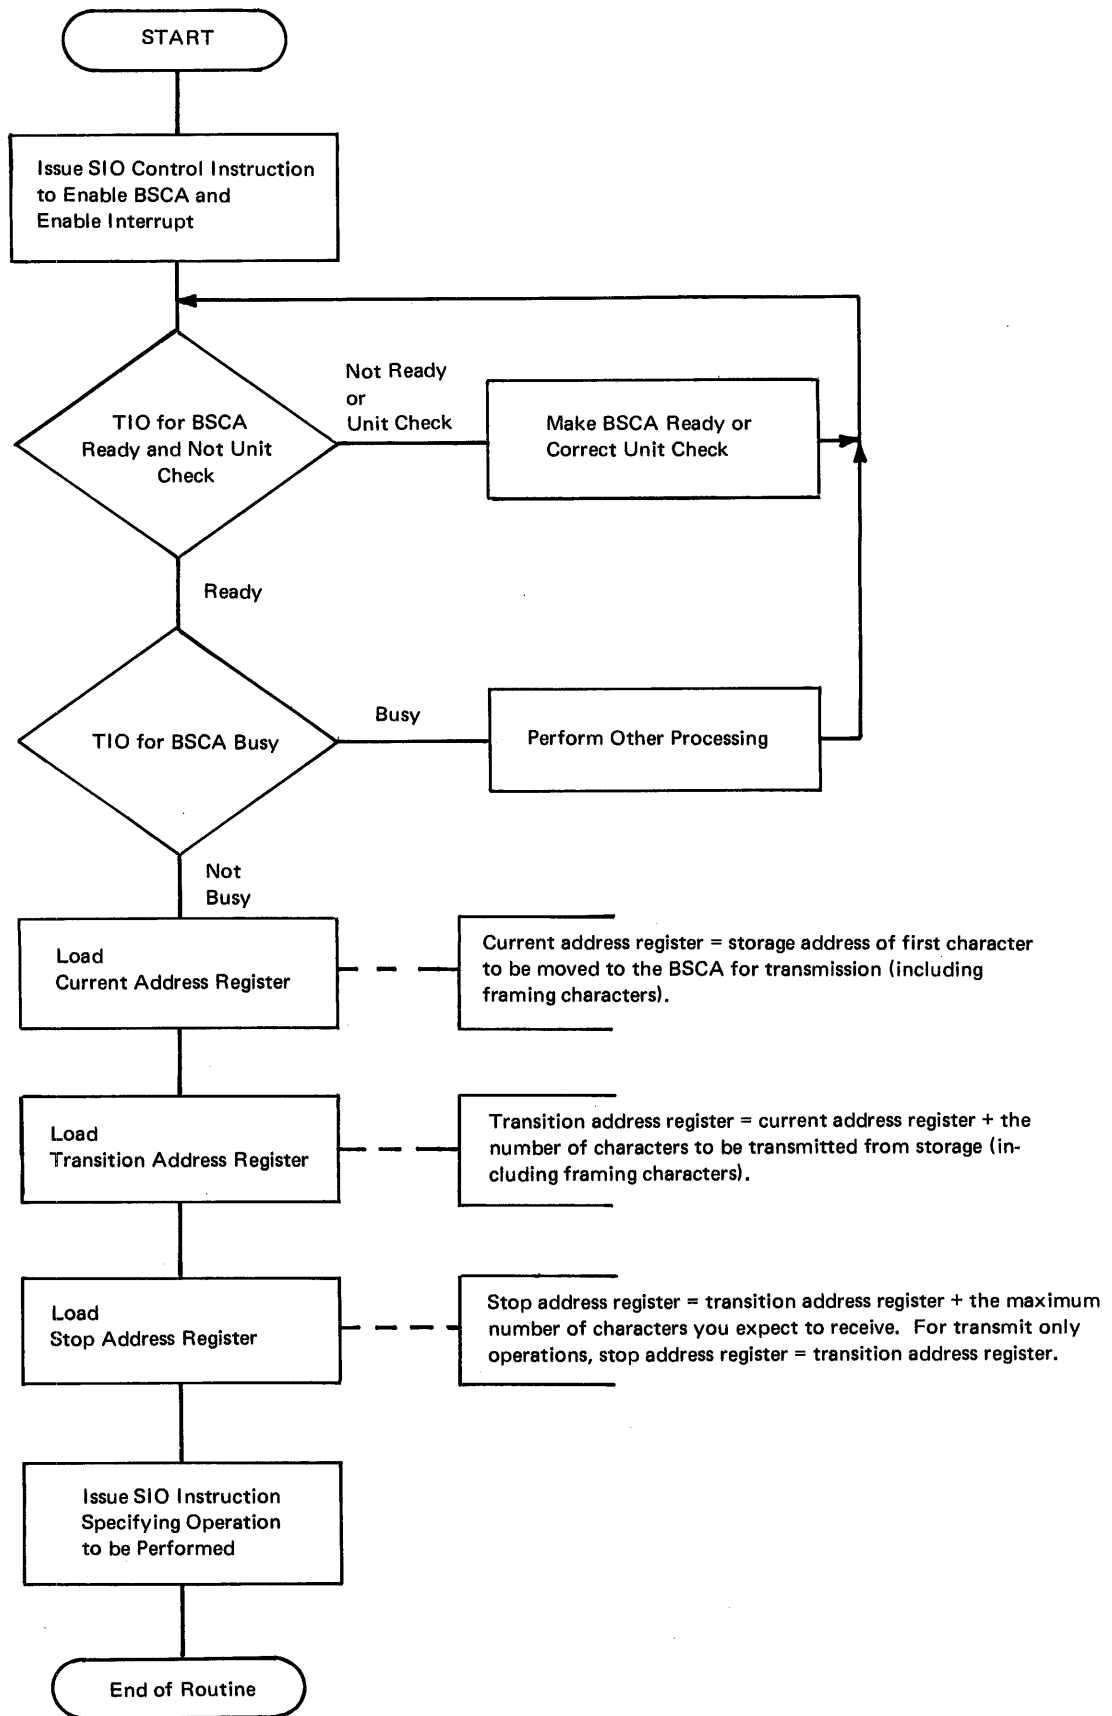 START
Issue SIO Control Instruction
to Enable BSCA and
Enable Interrupt
Not Ready
or
Unit Check
TIO for BSCA
Ready and Not Unit
Check
Make BSCA Ready or
Correct Unit Check
Ready
Busy
TIO for BSCA Busy
Perform Other Processing
Not
Busy
Load
Current Address Register
Current address register = storage address of first character
to be moved to the BSCA for transmission (including
framing characters).
Load
Transition Address Register
Transition address register = current address register + the
number of characters to be transmitted from storage (in-
cluding framing characters).
Load
Stop Address Register
Stop address register = transition address register + the maximum
number of characters you expect to receive. For transmit only
operations, stop address register = transition address register.
Issue SIO Instruction
Specifying Operation
to be Performed
End of Routine